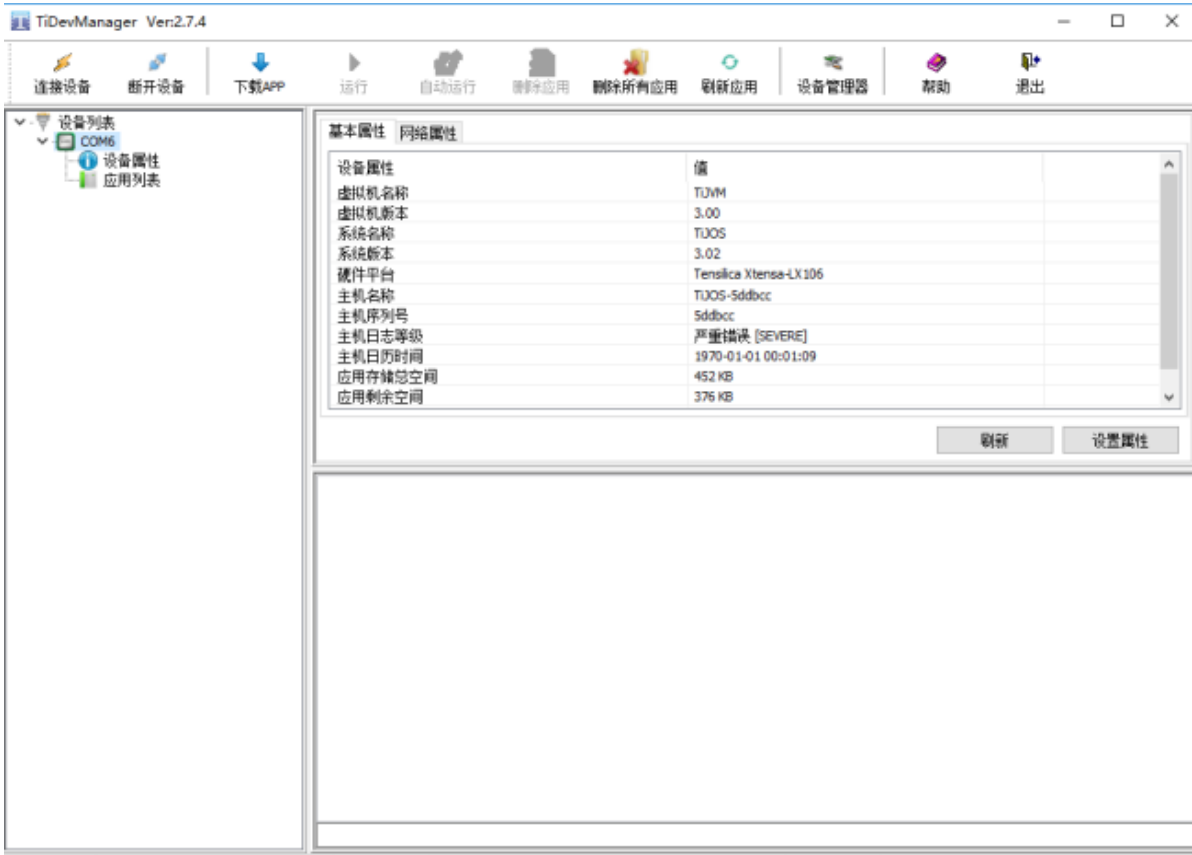 TiDevManager Ver:2.7.4
连接设备 断开设备 下载APP 运行 自动运行 删除应用 删除所有应用 刷新应用 设备管理器 帮助 退出
设备列表
COM6
设备属性
应用列表
基本属性 网络属性
设备属性 值
虚拟机名称 TiJVM
虚拟机版本 3.00
系统名称 TiJOS
系统版本 3.02
硬件平台 Tensilica Xtensa-LX106
主机名称 TiJOS-5ddbcc
主机序列号 5ddbcc
主机日志等级 严重错误 [SEVERE]
主机日历时间 1970-01-01 00:01:09
应用存储总空间 452 KB
应用剩余空间 376 KB
刷新 设置属性